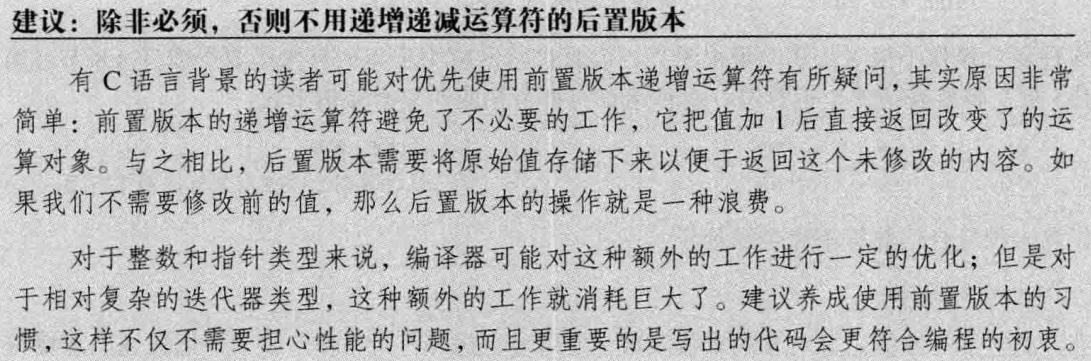 建议：除非必须，否则不用递增递减运算符的后置版本
有 C 语言背景的读者可能对优先使用前置版本递增运算符有所疑问，其实原因非常
简单：前置版本的递增运算符避免了不必要的工作，它把值加 1 后直接返回改变了的运
算对象。与之相比，后置版本需要将原始值存储下来以便于返回这个未修改的内容。如
果我们不需要修改前的值，那么后置版本的操作就是一种浪费。
对于整数和指针类型来说，编译器可能对这种额外的工作进行一定的优化；但是对
于相对复杂的迭代器类型，这种额外的工作就消耗巨大了。建议养成使用前置版本的习
惯，这样不仅不需要担心性能的问题，而且更重要的是写出的代码会更符合编程的初衷。